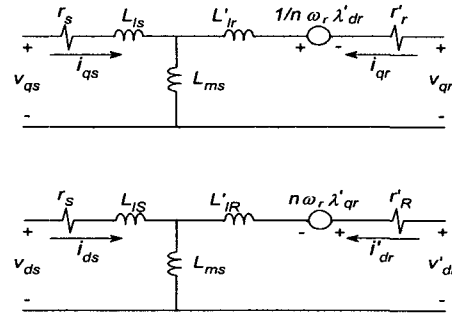 r_s L_ls L'_lr 1/n ω_r λ'_dr r'_r
+ + - +
i_qs i_qr
v_qs L_ms v_qr
- -
r_S L_lS L'_lR n ω_r λ'_qr r'_R
+ - + +
i_ds i'_dr
v_ds L_ms v'_d
- -